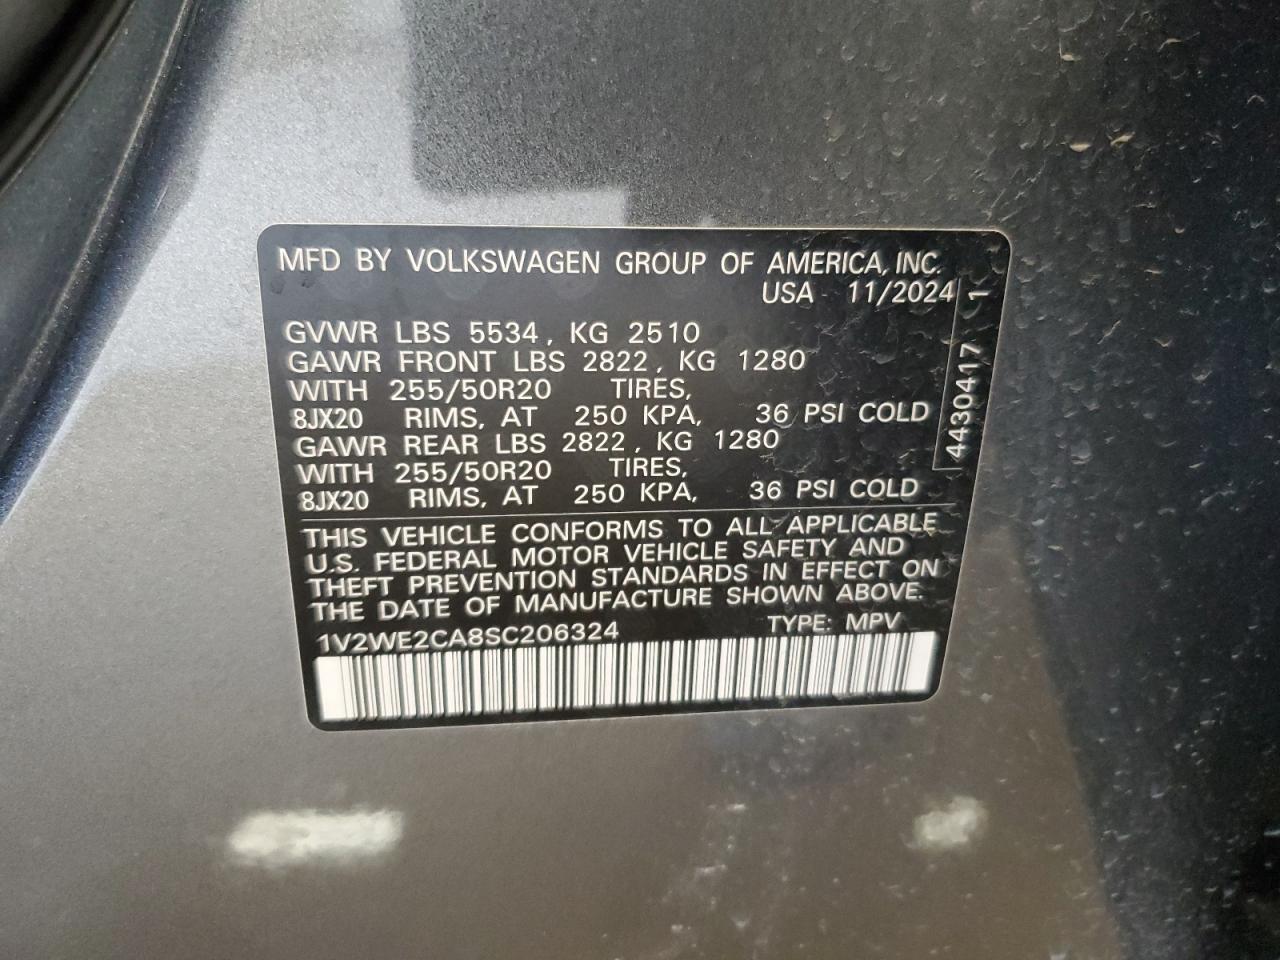 MFD BY VOLKSWAGEN GROUP OF AMERICA, INC.
USA 11/2024
GVWR LBS 5534, KG 2510
GAWR FRONT LBS 2822, KG 1280
WITH 255/50R20 TIRES,
8JX20 RIMS, AT 250 KPA, 36 PSI COLD
GAWR REAR LBS 2822, KG 1280
WITH 255/50R20 TIRES,
8JX20 RIMS, AT 250 KPA, 36 PSI COLD
THIS VEHICLE CONFORMS TO ALL APPLICABLE
U.S. FEDERAL MOTOR VEHICLE SAFETY AND
THEFT PREVENTION STANDARDS IN EFFECT ON
THE DATE OF MANUFACTURE SHOWN ABOVE.
1V2WE2CA8SC206324 TYPE: MPV
4430417 1